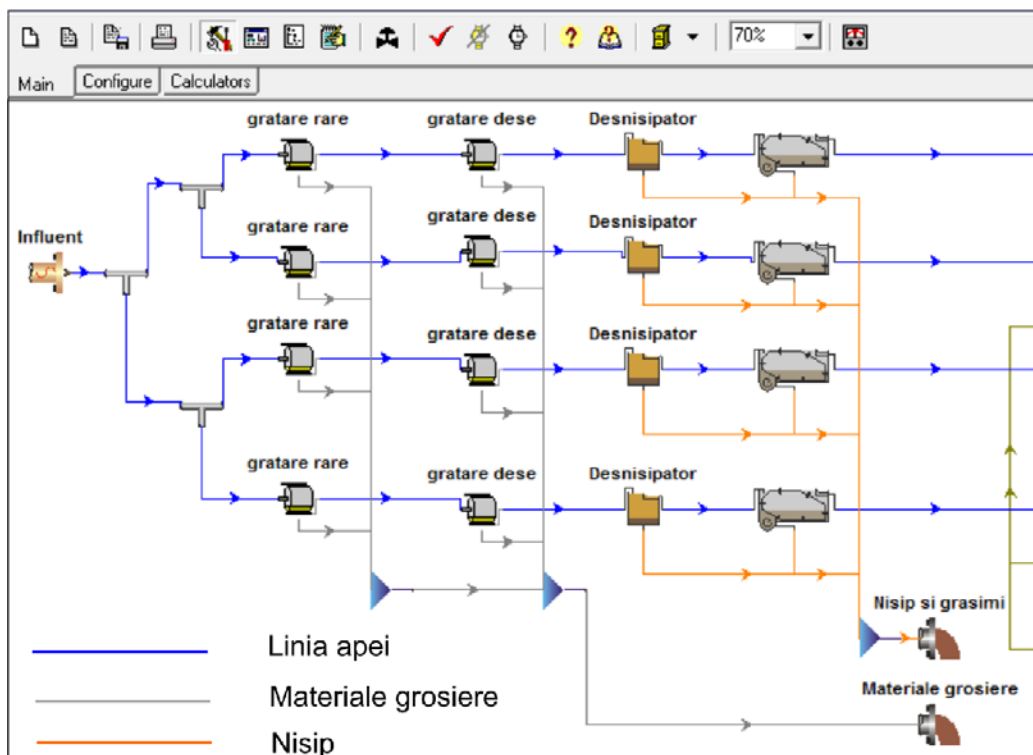 70%
Main Configure Calculators
gratare rare gratare dese Desnisipator
gratare rare gratare dese Desnisipator
Influent
gratare rare gratare dese Desnisipator
gratare rare gratare dese Desnisipator
Nisip si grasimi
Linia apei
Materiale grosiere
Materiale grosiere
Nisip